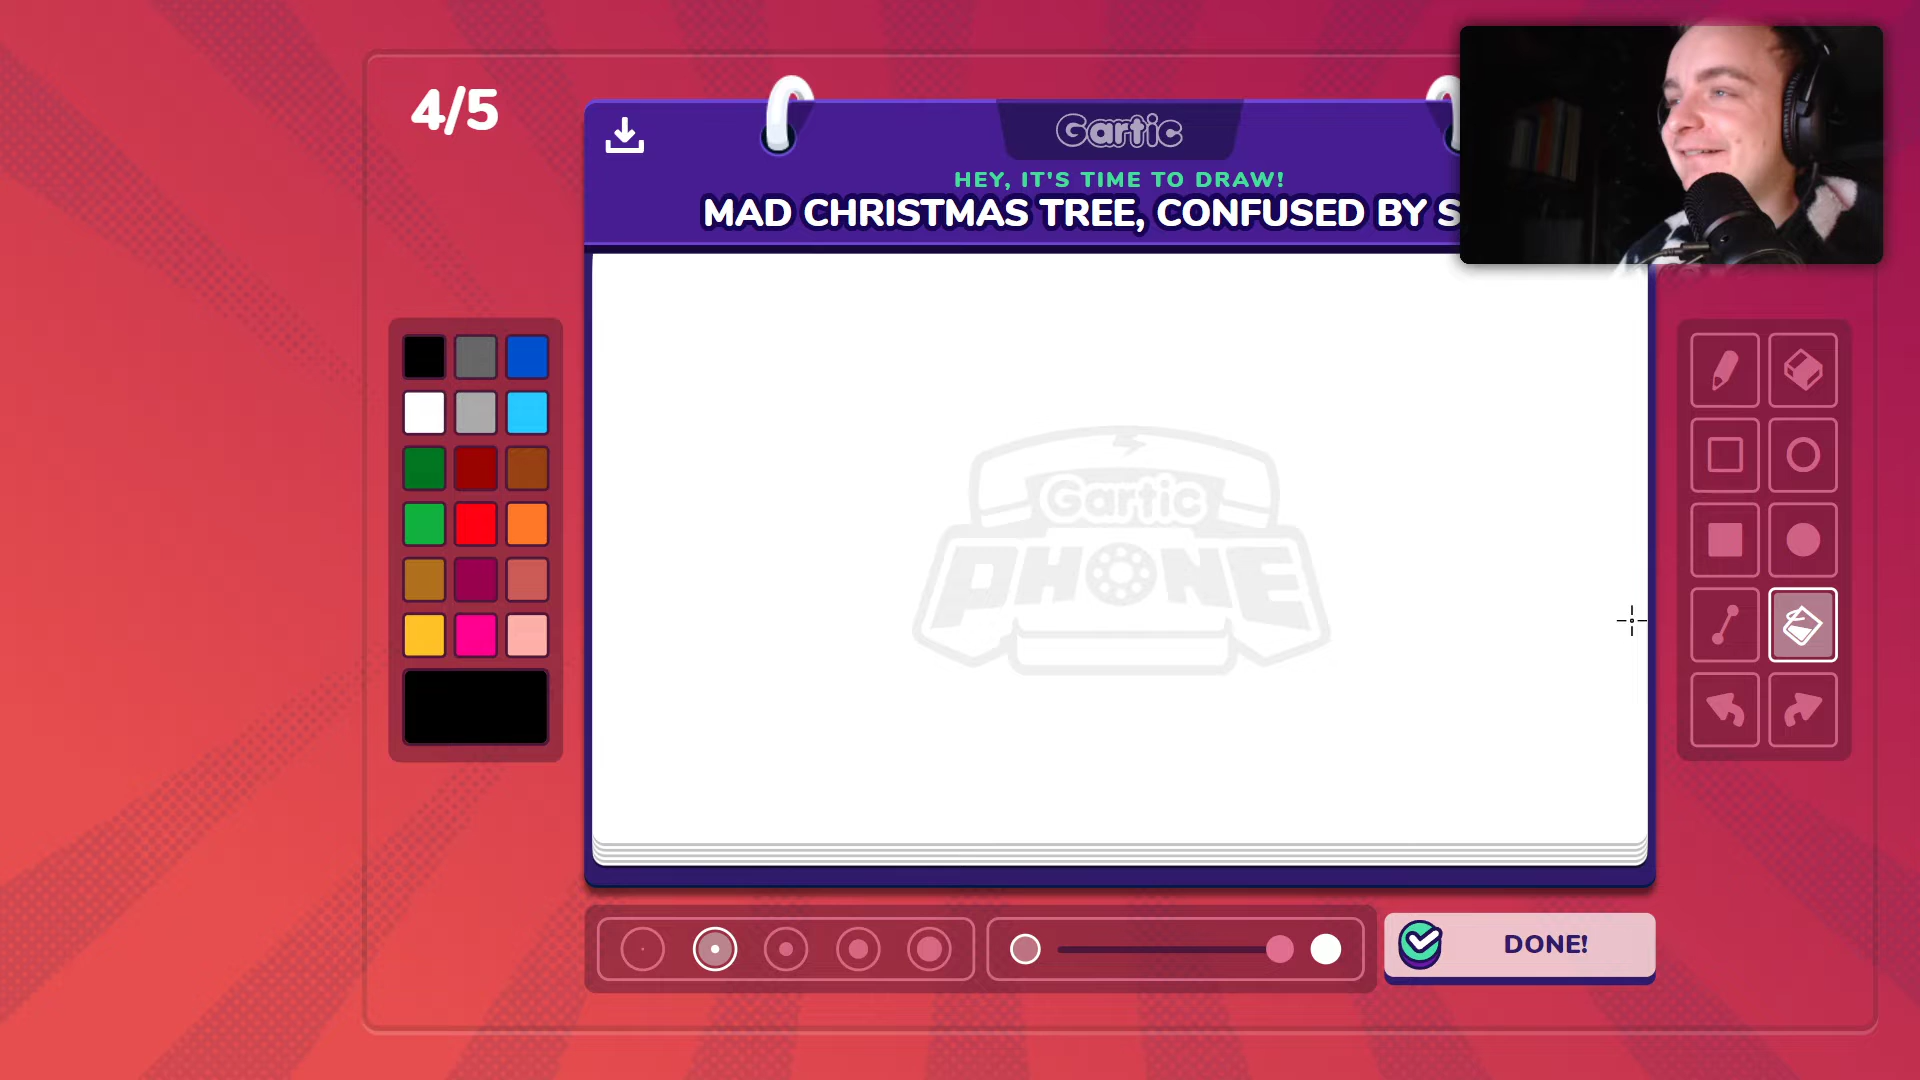 4/5
Gartic
HEY, IT'S TIME TO DRAW!
MAD CHRISTMAS TREE, CONFUSED BY
Gartic
PHONE
DONE!